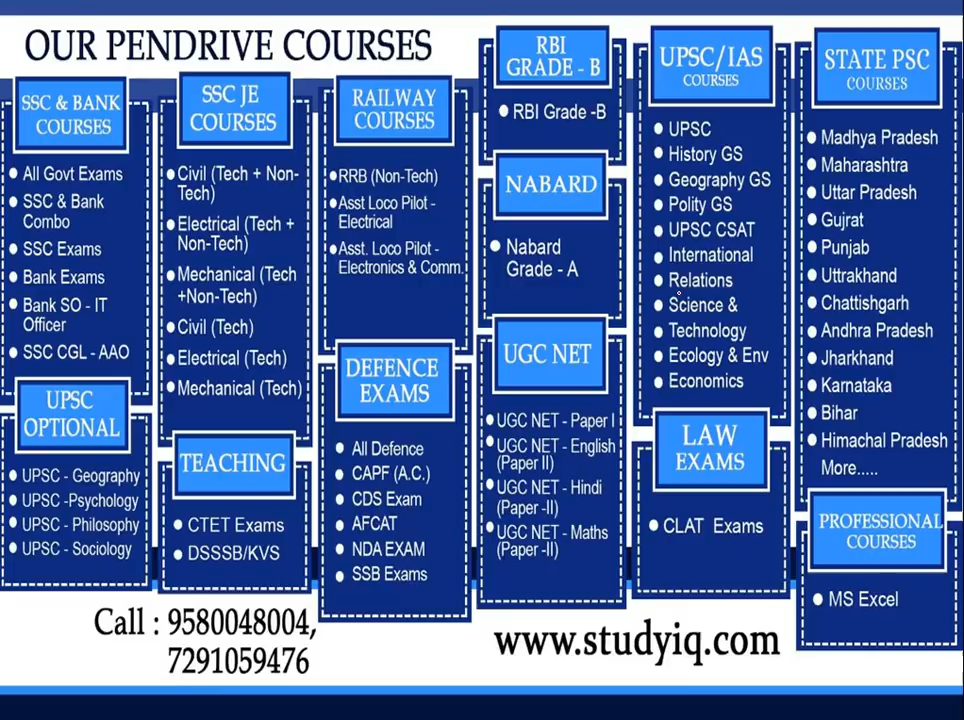 OUR PENDRIVE COURSES
SSC & BANK
COURSES
All Govt Exams
SSC & Bank
Combo
SSC Exams
Bank Exams
Bank SO - IT
Officer
SSC CGL - AAO
UPSC
OPTIONAL
UPSC - Geography
UPSC -Psychology
UPSC - Philosophy
UPSC - Sociology
SSC JE
COURSES
Civil (Tech + Non-
Tech)
Electrical (Tech +
Non-Tech)
Mechanical (Tech
+Non-Tech)
Civil (Tech)
Electrical (Tech)
Mechanical (Tech)
TEACHING
CTET Exams
DSSSB/KVS
RAILWAY
COURSES
RRB (Non-Tech)
Asst Loco Pilot -
Electrical
Asst. Loco Pilot -
Electronics & Comm.
DEFENCE
EXAMS
All Defence
CAPF (A.C.)
CDS Exam
AFCAT
NDA EXAM
SSB Exams
RBI
GRADE - B
RBI Grade -B
NABARD
Nabard
Grade - A
UGC NET
UGC NET - Paper I
UGC NET - English
(Paper II)
UGC NET - Hindi
(Paper -II)
UGC NET - Maths
(Paper -II)
UPSC/IAS
COURSES
UPSC
History GS
Geography GS
Polity GS
UPSC CSAT
International
Relations
Science &
Technology
Ecology & Env
Economics
LAW
EXAMS
CLAT Exams
STATE PSC
COURSES
Madhya Pradesh
Maharashtra
Uttar Pradesh
Gujrat
Punjab
Uttrakhand
Chattishgarh
Andhra Pradesh
Jharkhand
Karnataka
Bihar
Himachal Pradesh
More.....
PROFESSIONAL
COURSES
MS Excel
Call : 9580048004,
7291059476
www.studyiq.com